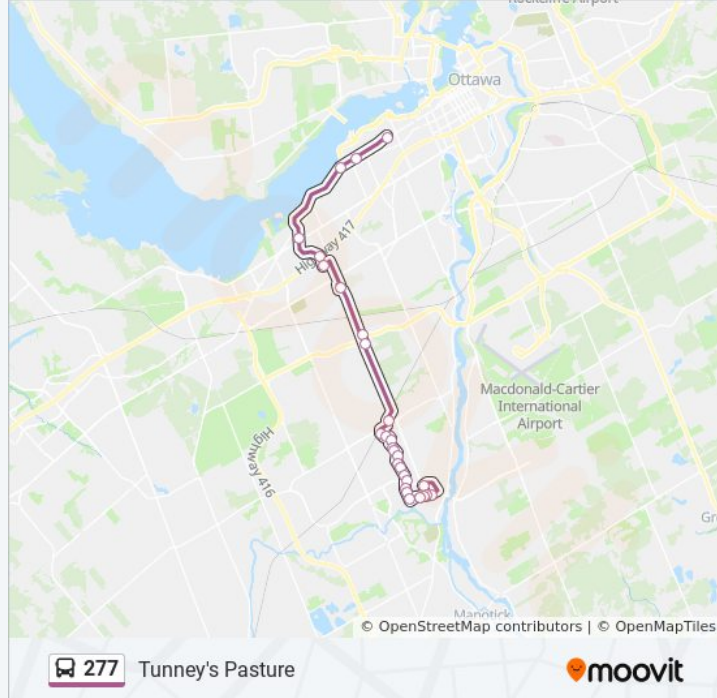 Rockcliffe Airport
Ottawa
Highway 417
Macdonald-Cartier
International
Airport
Highway 416
Gr
Manotick
© OpenStreetMap contributors | © OpenMapTiles
277 Tunney's Pasture
moovit